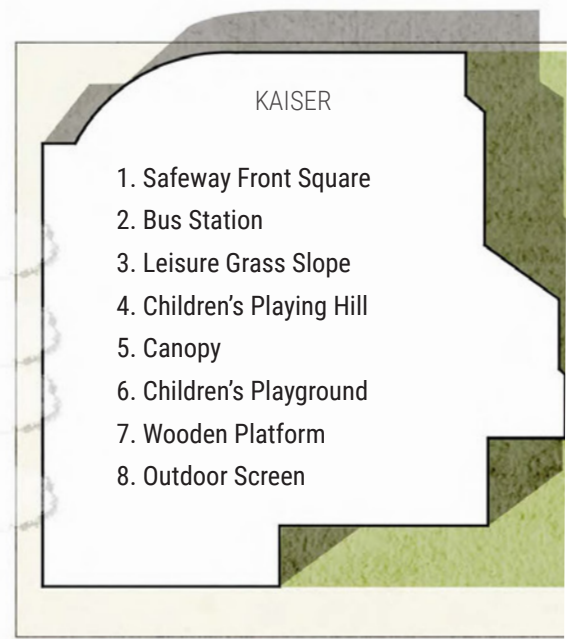 KAISER
1. Safeway Front Square
2. Bus Station
3. Leisure Grass Slope
4. Children’s Playing Hill
5. Canopy
6. Children’s Playground
7. Wooden Platform
8. Outdoor Screen